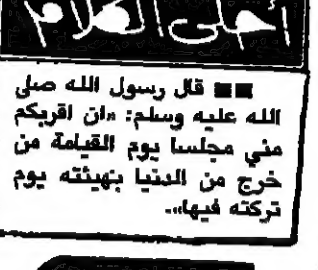 أحلى الكلام
قال رسول الله صلى
الله عليه وسلم: «ان اقربكم
مني مجلسا يوم القيامة من
خرج من الدنيا بهيئته يوم
تركته فيها».